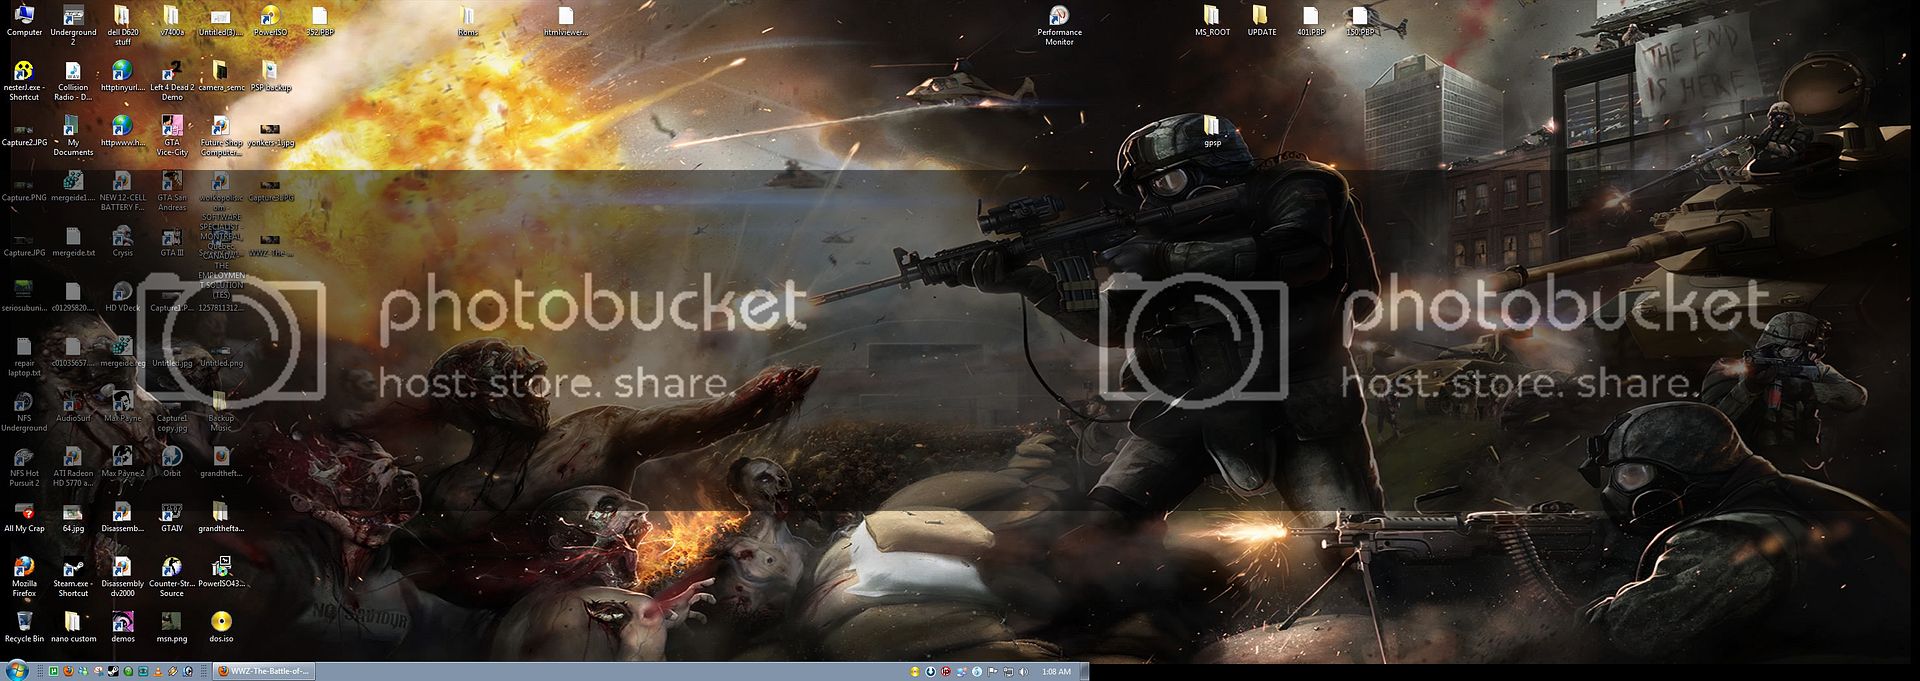 Computer
Underground
2
dell D620
stuff
v7400a
Untitled(3)....
PowerISO
352.PBP
Roms
htmlviewer...
Performance
Monitor
MS_ROOT
UPDATE
401.PBP
150.PBP
THE END
IS HERE
nesterJ.exe -
Shortcut
Collision
Radio - D...
httptinyurl....
Left 4 Dead 2
Demo
camera_semc
PSP backup
Capture2.JPG
My
Documents
httpwww.h...
GTA
Vice-City
Future Shop
Computer...
yonkers-1.jpg
gpsp
Capture.PNG
mergeide1....
NEW 12-CELL
BATTERY F...
GTA San
Andreas
workopolis.c
om -
SOFTWARE
SPECIALIST -
MONTREAL,
Quebec,
CANADA -
THE
EMPLOYMEN
T SOLUTION
(TES)
Capture.JPG
mergeide.txt
Crysis
GTA III
WWZ-The-...
seriosubuni...
c01295820....
HD VDeck
Capture1.P...
1257811312...
photobucket
host. store. share.
photobucket
host. store. share.
repair
laptop.txt
c01035657....
mergeide.reg
Untitled.jpg
Untitled.png
NFS
Underground
AudioSurf
Max Payne
Capture1
copy.jpg
Backup
Music
NFS Hot
Pursuit 2
ATI Radeon
HD 5770 a...
Max Payne 2
Orbit
grandtheft...
All My Crap
64.jpg
Disassemb...
GTAIV
grandthefta...
Mozilla
Firefox
Steam.exe -
Shortcut
Disassembly
dv2000
Counter-Str...
Source
PowerISO43...
NO SAVIOUR
Recycle Bin
nano custom
demos
msn.png
dos.iso
WWZ-The-Battle-of-...
1:08 AM